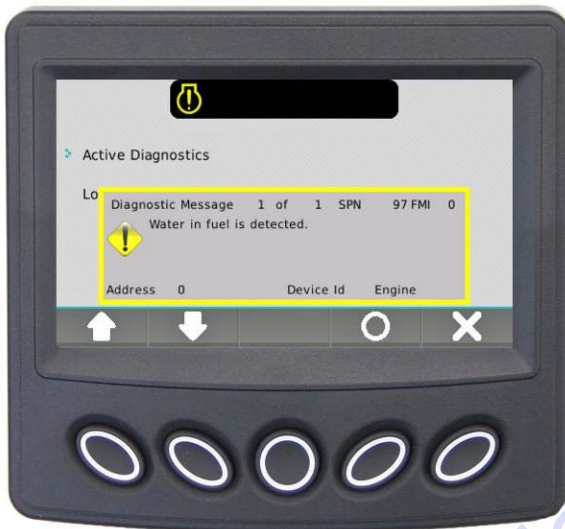 Active Diagnostics
Lo
Diagnostic Message 1 of 1 SPN 97 FMI 0
Water in fuel is detected.
Address 0 Device Id Engine